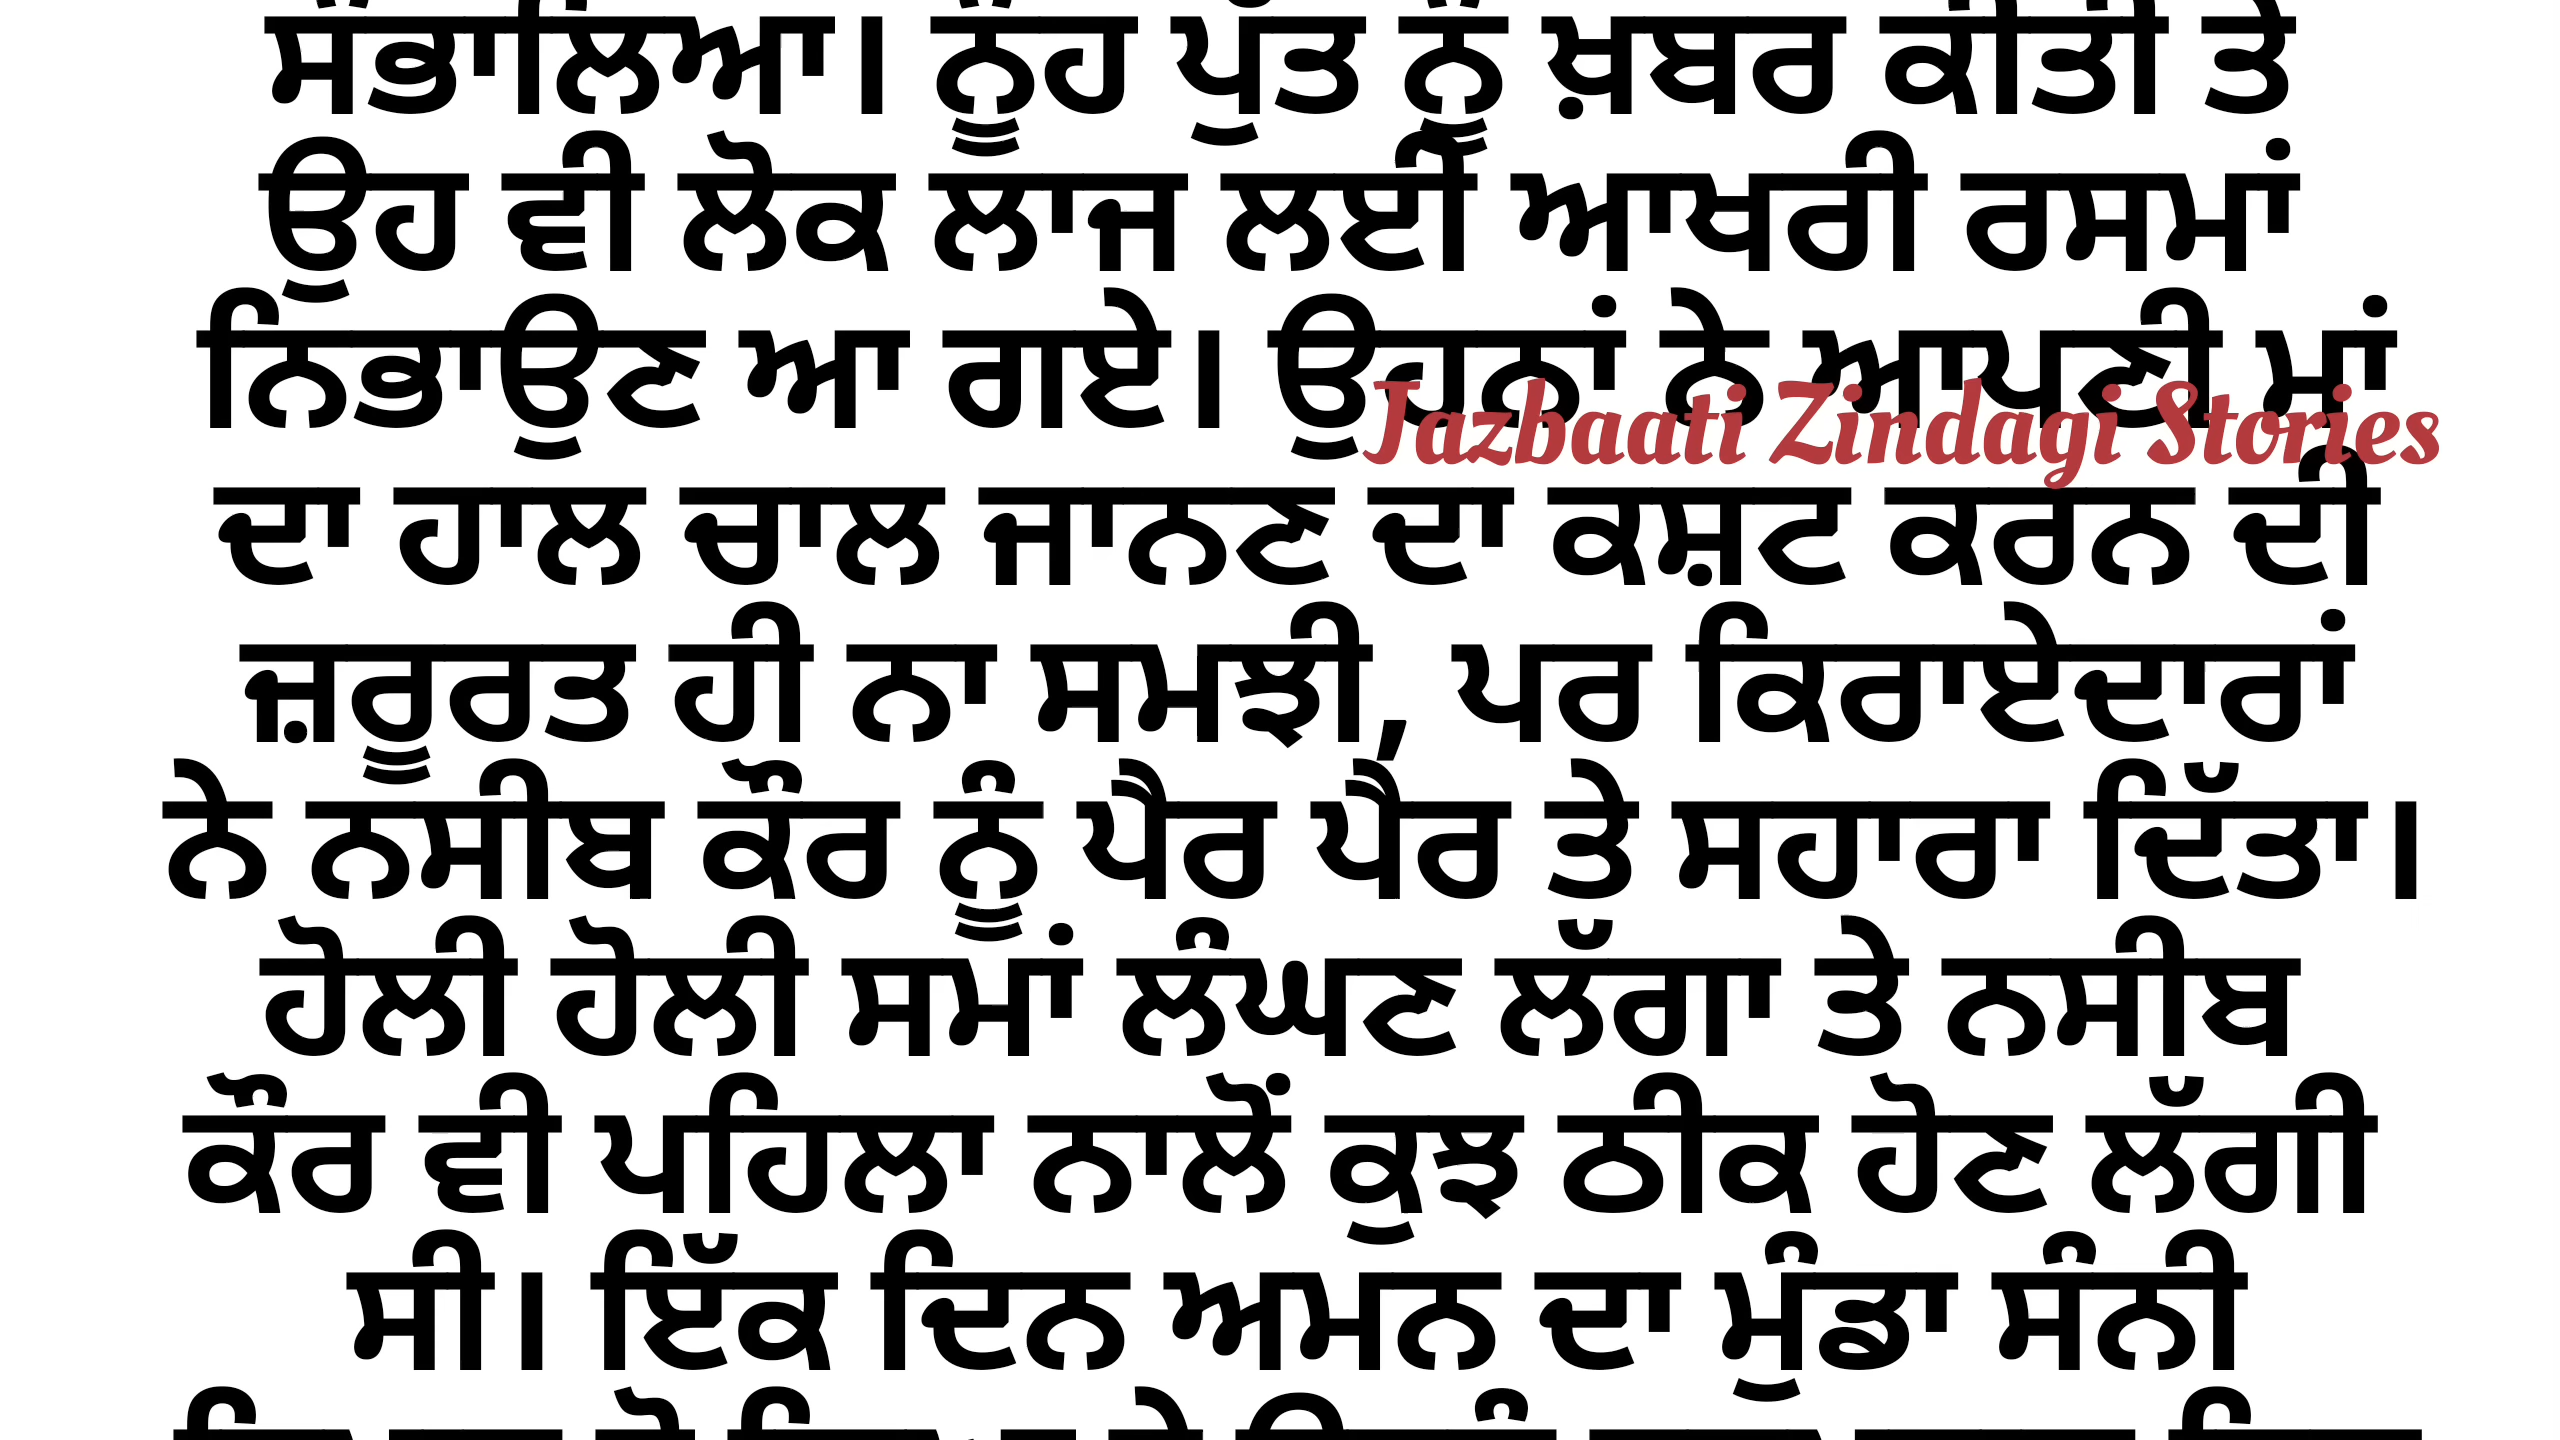 ਸੰਭਾਲਿਆ। ਨੂੰਹ ਪੁੱਤ ਨੂੰ ਖ਼ਬਰ ਕੀਤੀ ਤੇ
ਉਹ ਵੀ ਲੋਕ ਲਾਜ ਲਈ ਆਖਰੀ ਰਸਮਾਂ
ਨਿਭਾਉਣ ਆ ਗਏ। ਉਹਨਾਂ ਨੇ ਆਪਣੀ ਮਾਂ
Jazbaati Zindagi Stories
ਦਾ ਹਾਲ ਚਾਲ ਜਾਨਣ ਦਾ ਕਸ਼ਟ ਕਰਨ ਦੀ
ਜ਼ਰੂਰਤ ਹੀ ਨਾ ਸਮਝੀ, ਪਰ ਕਿਰਾਏਦਾਰਾਂ
ਨੇ ਨਸੀਬ ਕੌਰ ਨੂੰ ਪੈਰ ਪੈਰ ਤੇ ਸਹਾਰਾ ਦਿੱਤਾ।
ਹੋਲੀ ਹੋਲੀ ਸਮਾਂ ਲੰਘਣ ਲੱਗਾ ਤੇ ਨਸੀਬ
ਕੌਰ ਵੀ ਪਹਿਲਾ ਨਾਲੋਂ ਕੁਝ ਠੀਕ ਹੋਣ ਲੱਗੀ
ਸੀ। ਇੱਕ ਦਿਨ ਅਮਨ ਦਾ ਮੁੰਡਾ ਸੰਨੀ